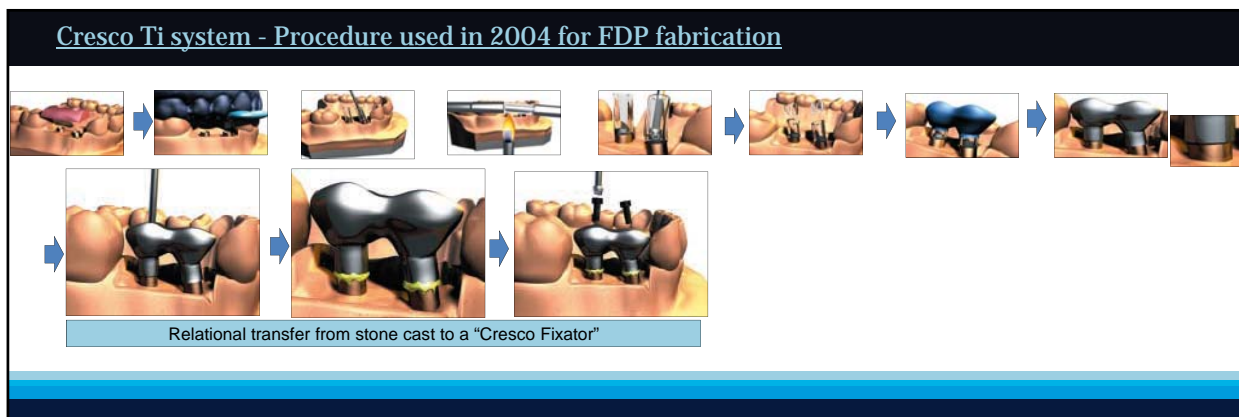 Cresco Ti system - Procedure used in 2004 for FDP fabrication
Relational transfer from stone cast to a “Cresco Fixator”